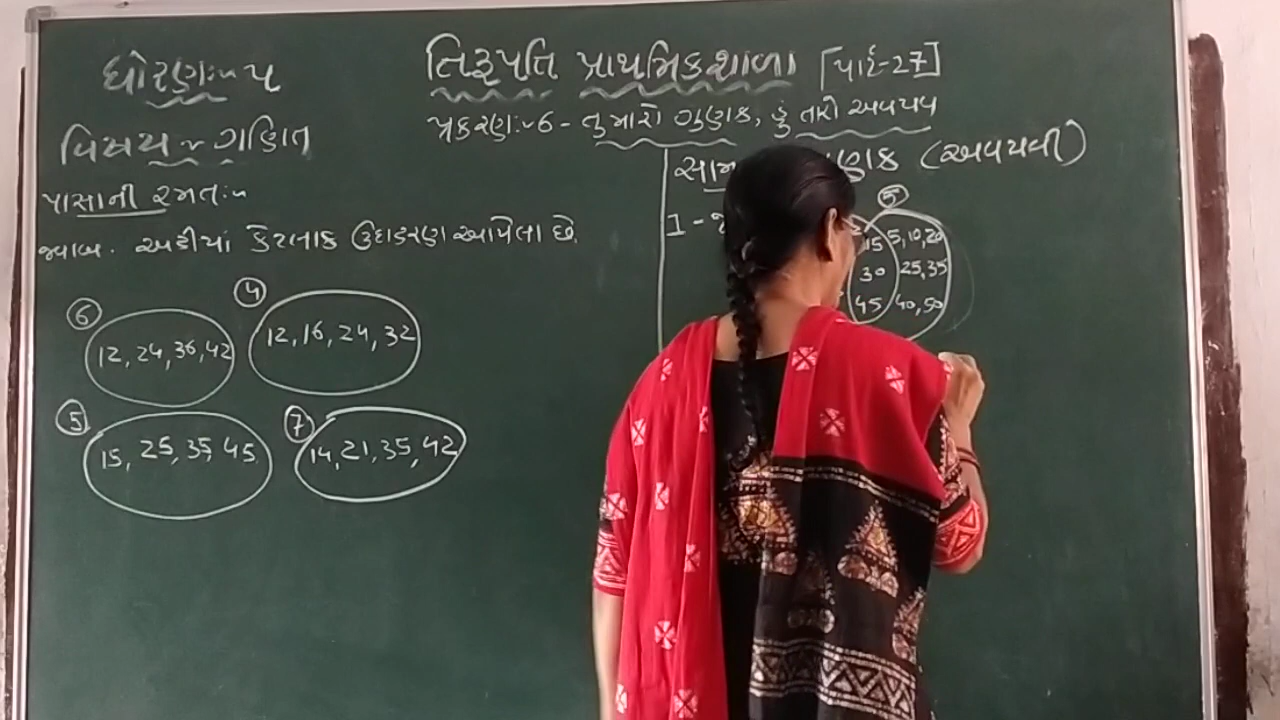 ધોરણ:- ૫
તિરૂપતિ પ્રાથમિક શાળા [પાર્ટ-27]
વિષય :- ગણિત
પ્રકરણ:- 6 - તુ મારો ગુણક, હું તારો અવયવ
પાસાની રમત:-
જવાબ. અહીંયાં કેટલાક ઉદાહરણ આપેલા છે.
6
12, 24, 36, 42
4
12, 16, 24, 32
5
15, 25, 35, 45
7
14, 21, 35, 42
(અવયવી)
1 -
5
15 5, 10, 20
30 25, 35
45 40, 50